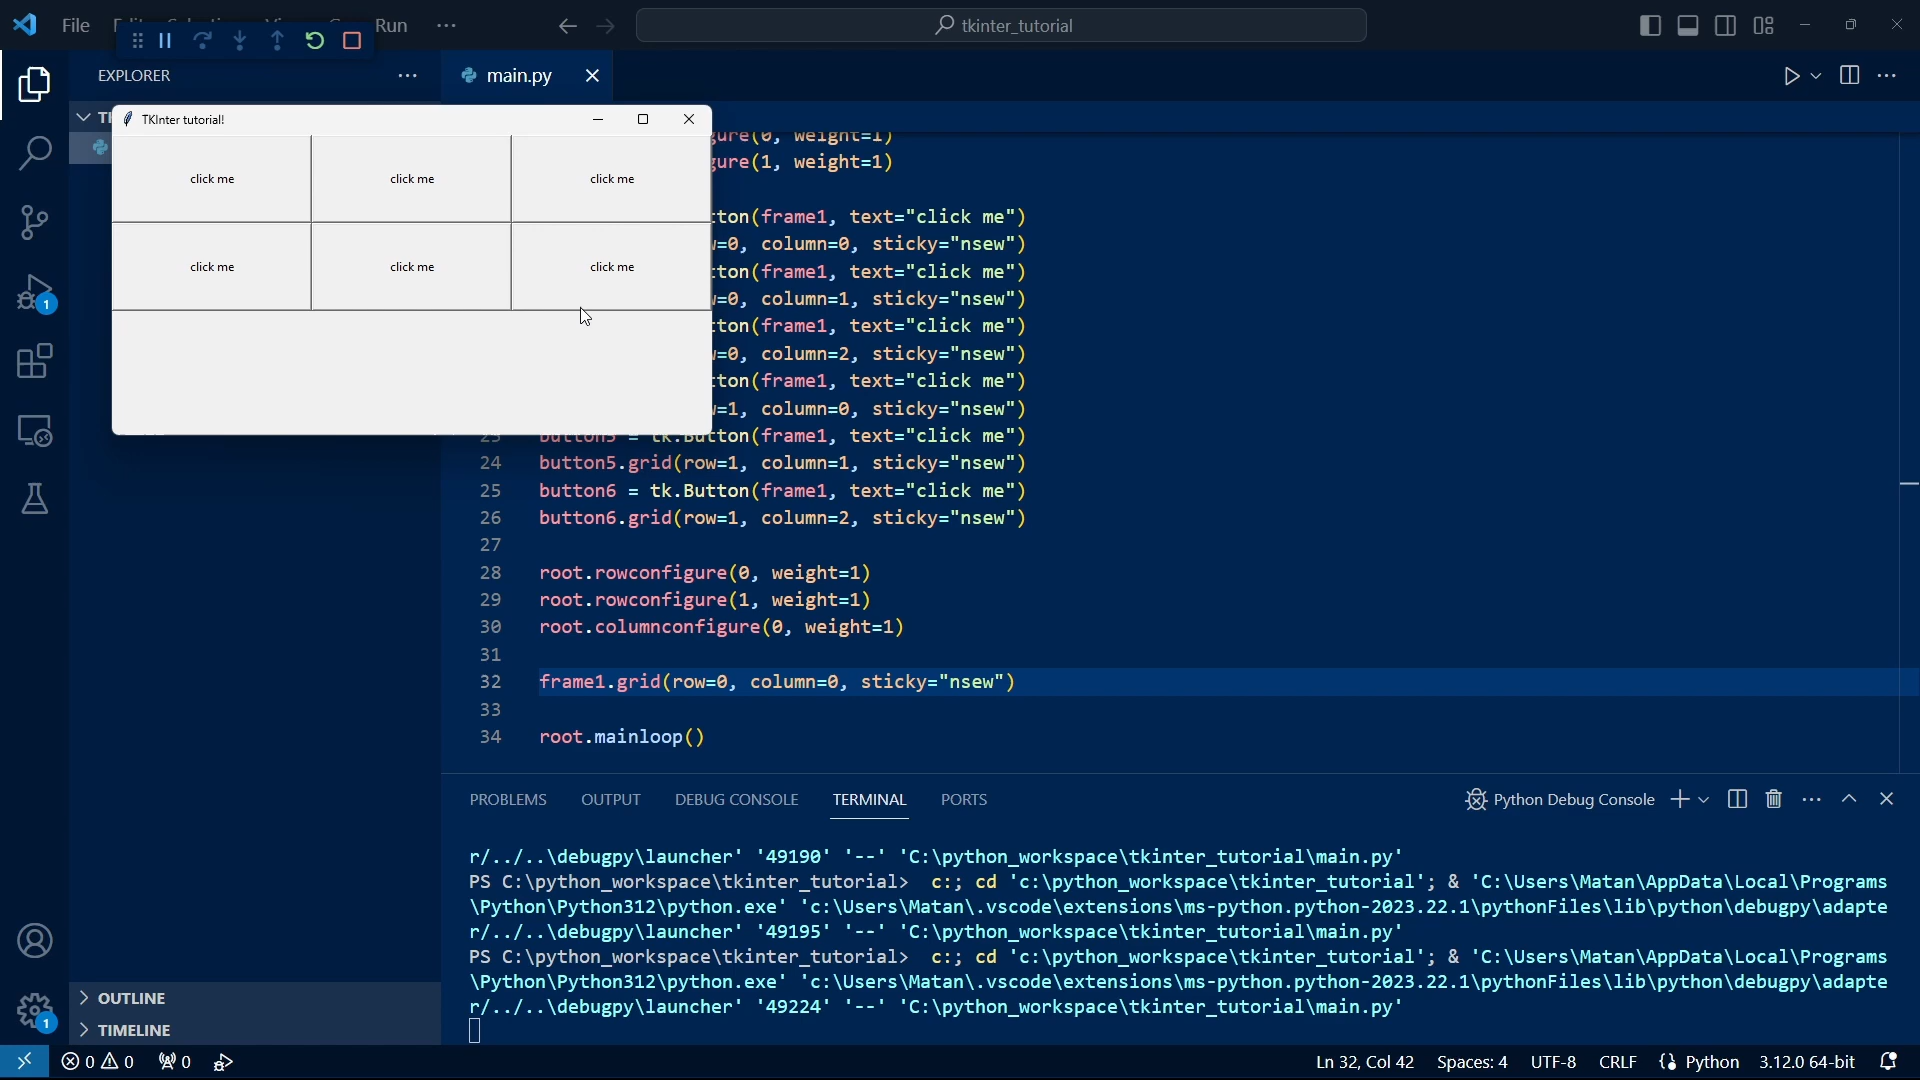 File
Run
tkinter_tutorial
EXPLORER
main.py
TKInter tutorial!
click me click me click me
click me click me click me
gure(0, weight=1)
gure(1, weight=1)
ton(frame1, text="click me")
=0, column=0, sticky="nsew")
ton(frame1, text="click me")
=0, column=1, sticky="nsew")
ton(frame1, text="click me")
=0, column=2, sticky="nsew")
ton(frame1, text="click me")
=1, column=0, sticky="nsew")
23 button5 = tk.Button(frame1, text="click me")
24 button5.grid(row=1, column=1, sticky="nsew")
25 button6 = tk.Button(frame1, text="click me")
26 button6.grid(row=1, column=2, sticky="nsew")
27
28 root.rowconfigure(0, weight=1)
29 root.rowconfigure(1, weight=1)
30 root.columnconfigure(0, weight=1)
31
32 frame1.grid(row=0, column=0, sticky="nsew")
33
34 root.mainloop()
PROBLEMS OUTPUT DEBUG CONSOLE TERMINAL PORTS
Python Debug Console
r/../..\debugpy\launcher' '49190' '--' 'C:\python_workspace\tkinter_tutorial\main.py'
PS C:\python_workspace\tkinter_tutorial>  c:; cd 'c:\python_workspace\tkinter_tutorial'; & 'C:\Users\Matan\AppData\Local\Programs
\Python\Python312\python.exe' 'c:\Users\Matan\.vscode\extensions\ms-python.python-2023.22.1\pythonFiles\lib\python\debugpy\adapte
r/../..\debugpy\launcher' '49195' '--' 'C:\python_workspace\tkinter_tutorial\main.py'
PS C:\python_workspace\tkinter_tutorial>  c:; cd 'c:\python_workspace\tkinter_tutorial'; & 'C:\Users\Matan\AppData\Local\Programs
\Python\Python312\python.exe' 'c:\Users\Matan\.vscode\extensions\ms-python.python-2023.22.1\pythonFiles\lib\python\debugpy\adapte
r/../..\debugpy\launcher' '49224' '--' 'C:\python_workspace\tkinter_tutorial\main.py'
1
1
OUTLINE
TIMELINE
0 0 0
Ln 32, Col 42 Spaces: 4 UTF-8 CRLF Python 3.12.0 64-bit